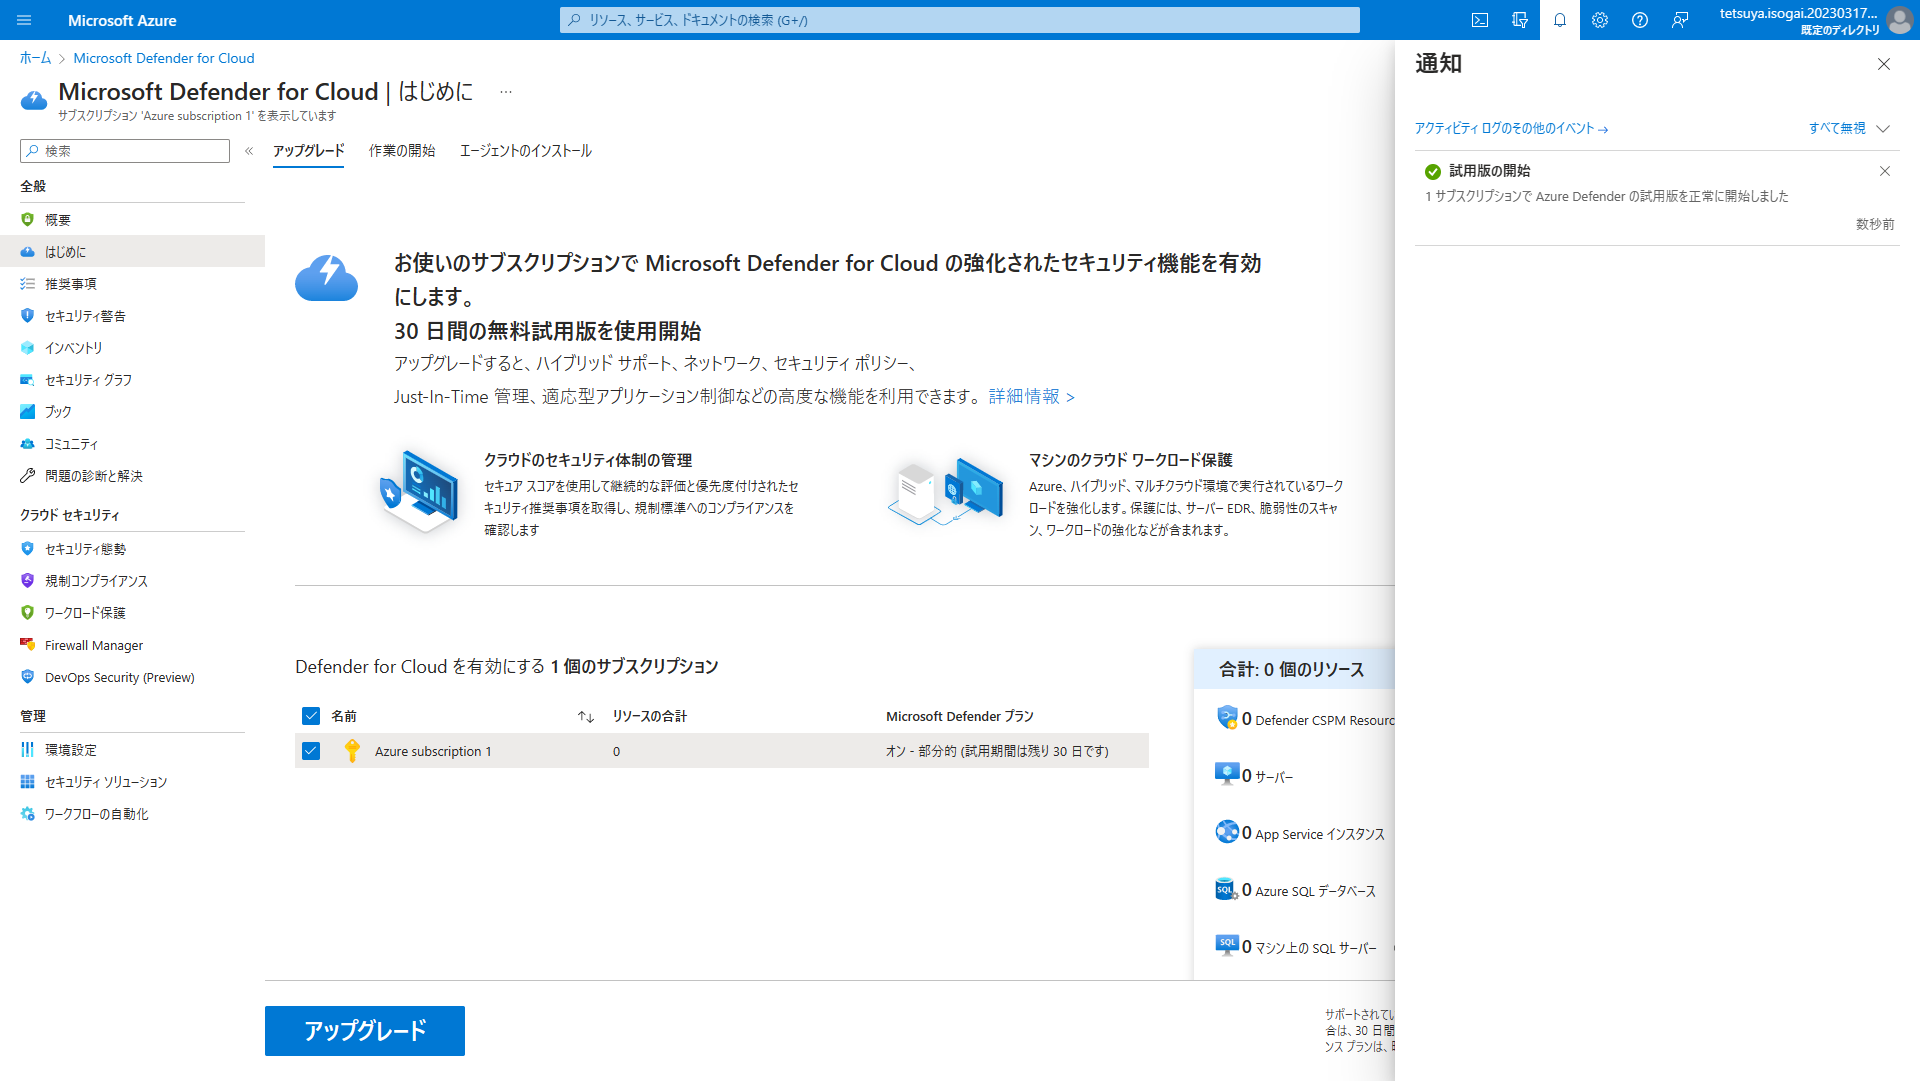 Microsoft Azure
リソース、サービス、ドキュメントの検索 (G+/)
tetsuya.isogai.20230317...
既定のディレクトリ
ホーム > Microsoft Defender for Cloud
Microsoft Defender for Cloud | はじめに ...
サブスクリプション 'Azure subscription 1' を表示しています
検索
«
アップグレード
作業の開始
エージェントのインストール
全般
概要
はじめに
推奨事項
セキュリティ警告
インベントリ
セキュリティ グラフ
ブック
コミュニティ
問題の診断と解決
クラウド セキュリティ
セキュリティ態勢
規制コンプライアンス
ワークロード保護
Firewall Manager
DevOps Security (Preview)
管理
環境設定
セキュリティ ソリューション
ワークフローの自動化
お使いのサブスクリプションで Microsoft Defender for Cloud の強化されたセキュリティ機能を有効
にします。
30 日間の無料試用版を使用開始
アップグレードすると、ハイブリッド サポート、ネットワーク、セキュリティ ポリシー、
Just-In-Time 管理、適応型アプリケーション制御などの高度な機能を利用できます。 詳細情報 >
クラウドのセキュリティ体制の管理
セキュア スコアを使用して継続的な評価と優先度付けされたセ
キュリティ推奨事項を取得し、規制標準へのコンプライアンスを
確認します
マシンのクラウド ワークロード保護
Azure、ハイブリッド、マルチクラウド環境で実行されているワーク
ロードを強化します。保護には、サーバー EDR、脆弱性のスキャ
ン、ワークロードの強化などが含まれます。
Defender for Cloud を有効にする 1 個のサブスクリプション
名前
リソースの合計
Microsoft Defender プラン
Azure subscription 1
0
オン - 部分的 (試用期間は残り 30 日です)
合計: 0 個のリソース
0 Defender CSPM Resourc
0 サーバー
0 App Service インスタンス
SQL
0 Azure SQL データベース
SQL
0 マシン上の SQL サーバー
アップグレード
サポートされてい
合は、30 日間
ンス プランは、
通知
アクティビティ ログのその他のイベント →
すべて無視
試用版の開始
1 サブスクリプションで Azure Defender の試用版を正常に開始しました
数秒前